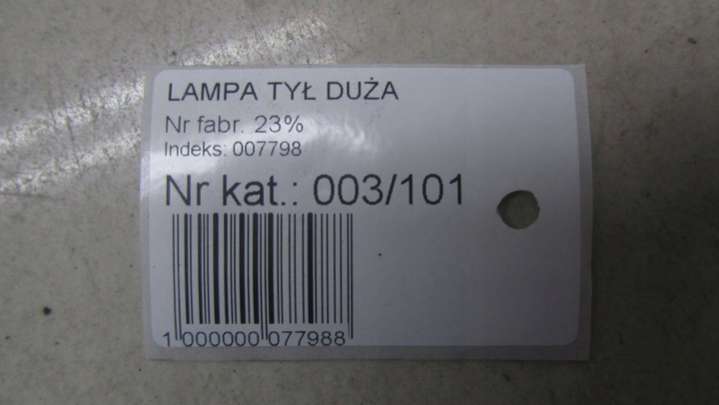 LAMPA TYŁ DUŻA
Nr fabr. 23%
Indeks: 007798
Nr kat.: 003/101
1 000000 077988